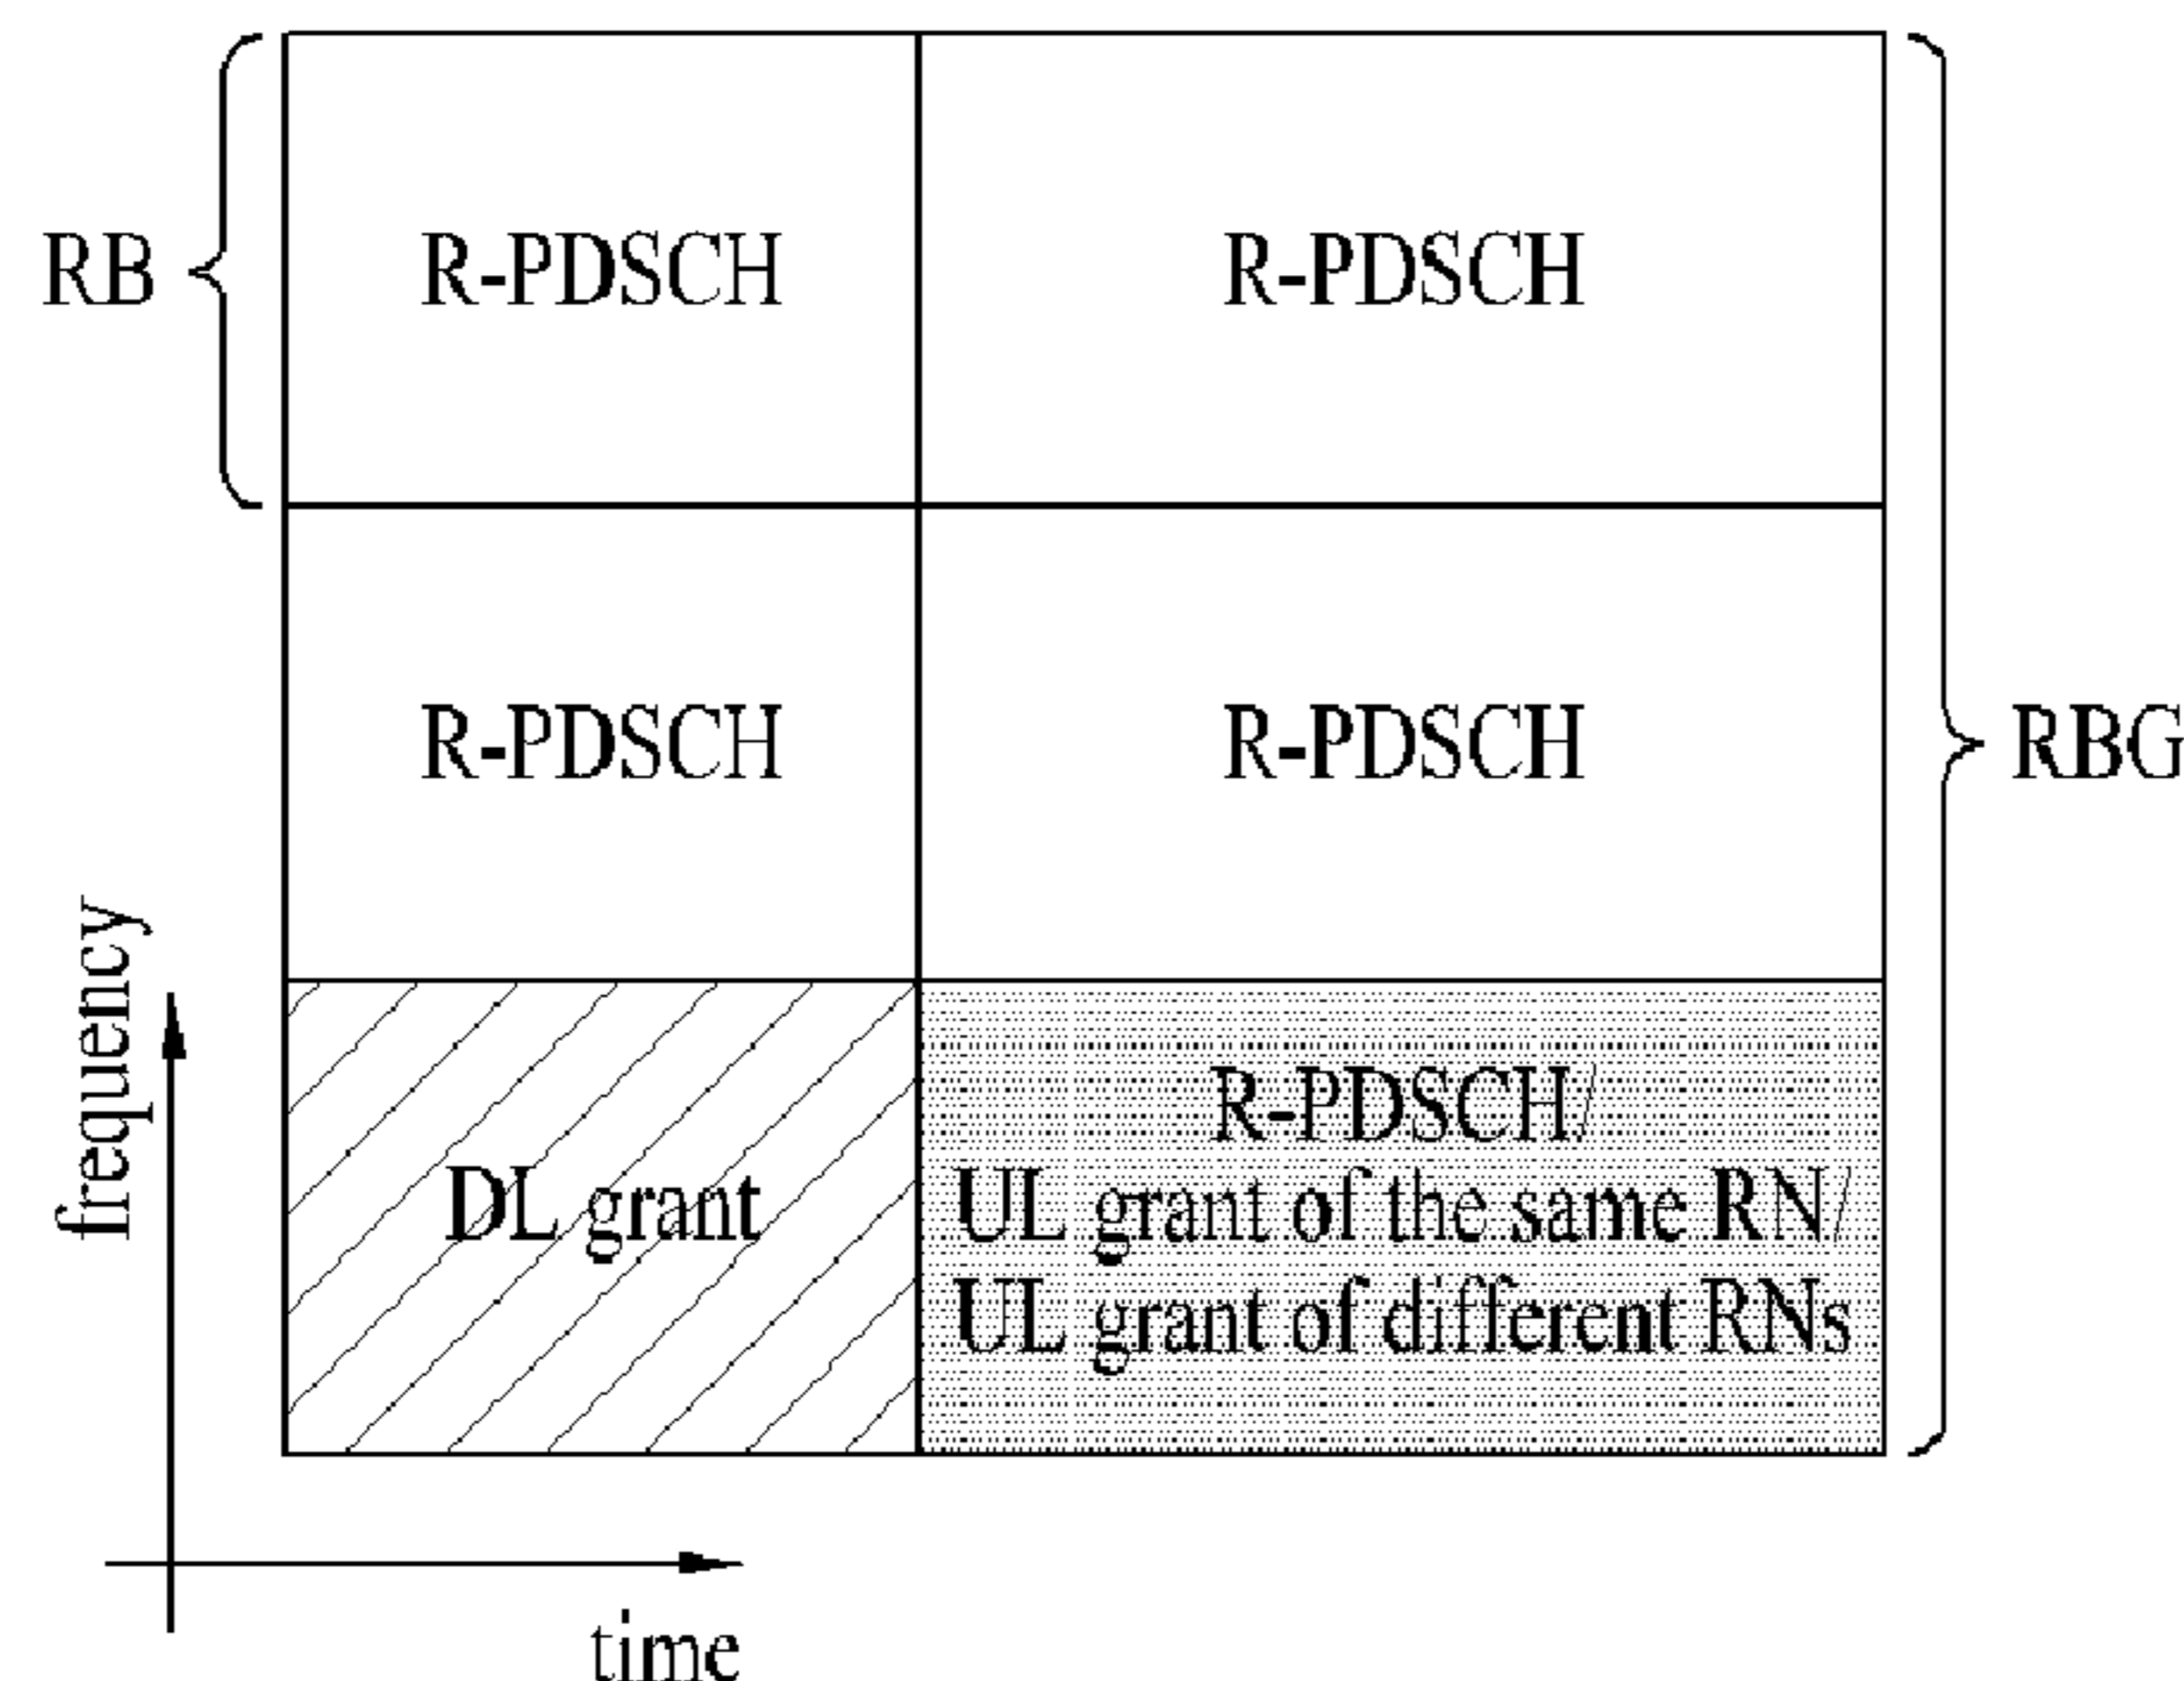 RB
R-PDSCH
R-PDSCH
R-PDSCH
R-PDSCH
RBG
frequency
DL grant
R-PDSCH/
UL grant of the same RN/
UL grant of different RNs
time